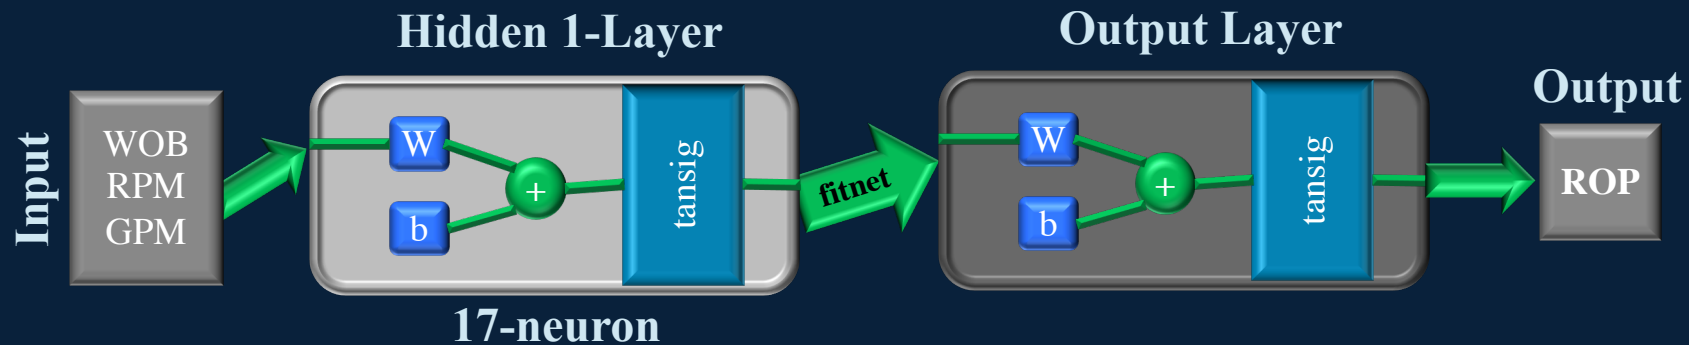 Input
WOB
RPM
GPM
Hidden 1-Layer
W
b
+
tansig
17-neuron
fitnet
Output Layer
W
b
+
tansig
Output
ROP